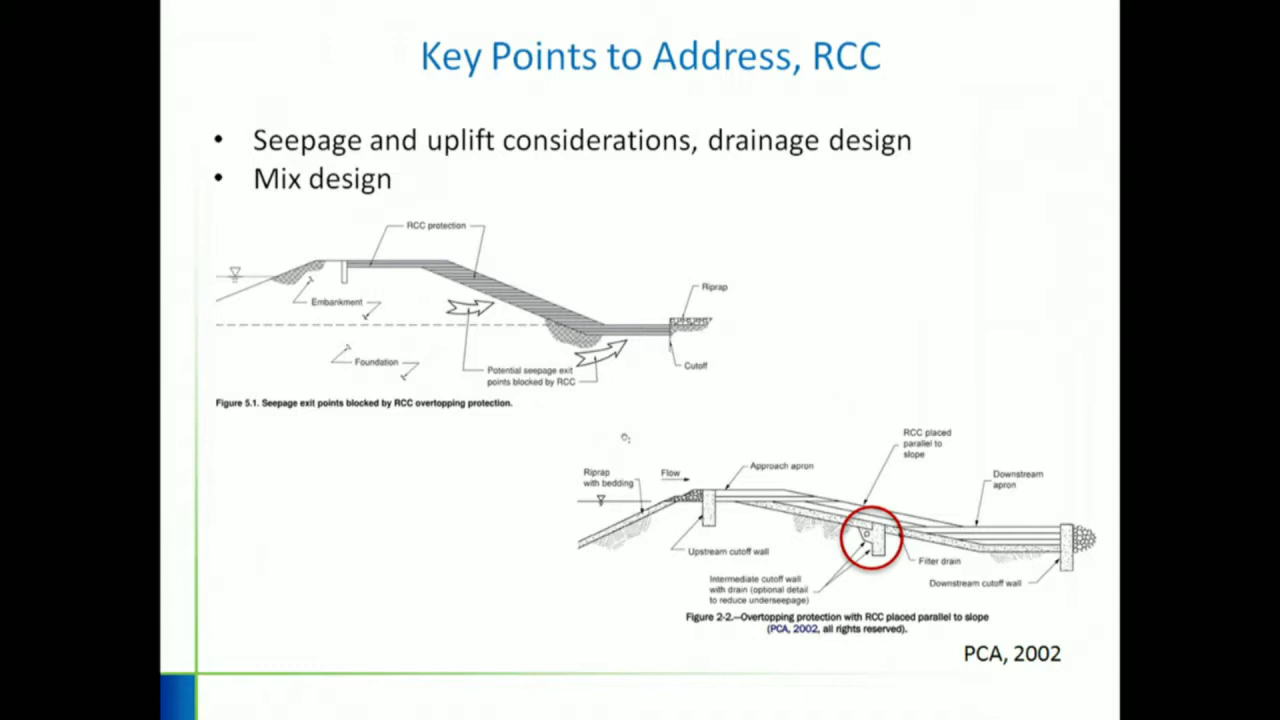 Key Points to Address, RCC
• Seepage and uplift considerations, drainage design
• Mix design
RCC protection
Embankment
Foundation
Potential seepage exit
points blocked by RCC
Riprap
Cutoff
Figure 5.1. Seepage exit points blocked by RCC overtopping protection.
RCC placed
parallel to
slope
Riprap
with bedding
Flow
Approach apron
Downstream
apron
Upstream cutoff wall
Filter drain
Intermediate cutoff wall
with drain (optional detail
to reduce underseepage)
Downstream cutoff wall
Figure 2-2.—Overtopping protection with RCC placed parallel to slope
(PCA, 2002, all rights reserved).
PCA, 2002